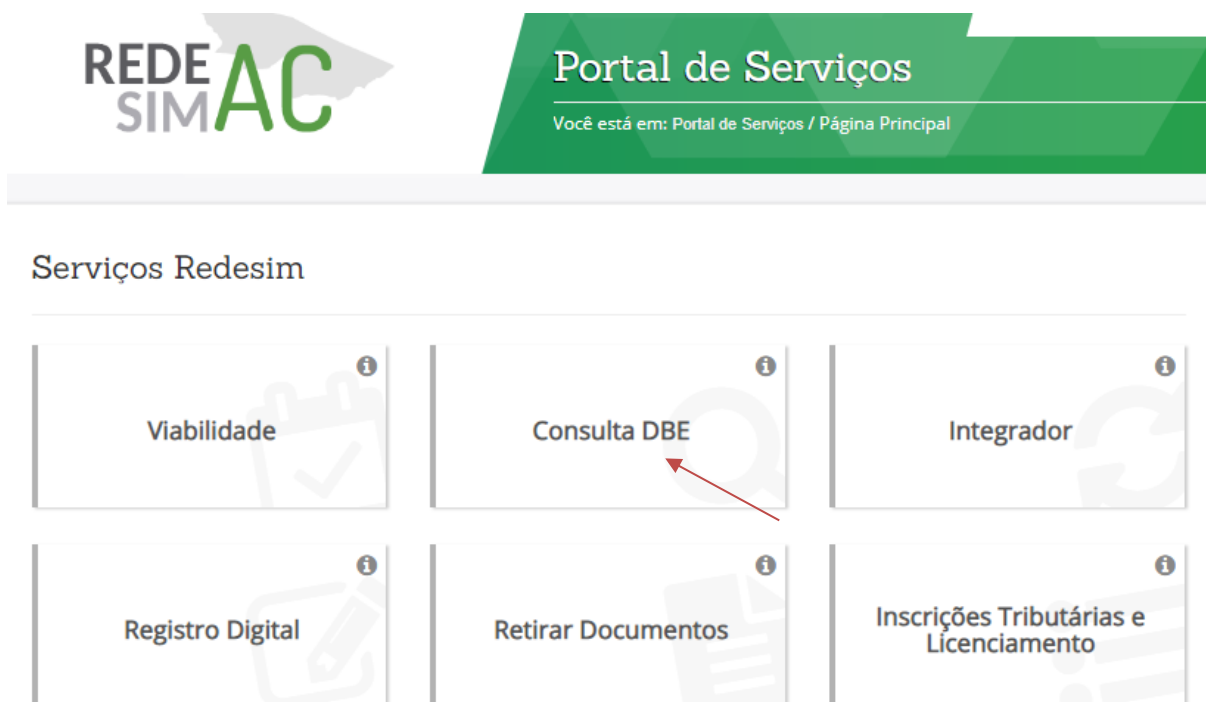 REDE
SIM AC
Portal de Serviços
Você está em: Portal de Serviços / Página Principal
Serviços Redesim
Viabilidade
Consulta DBE
Integrador
Registro Digital
Retirar Documentos
Inscrições Tributárias e
Licenciamento